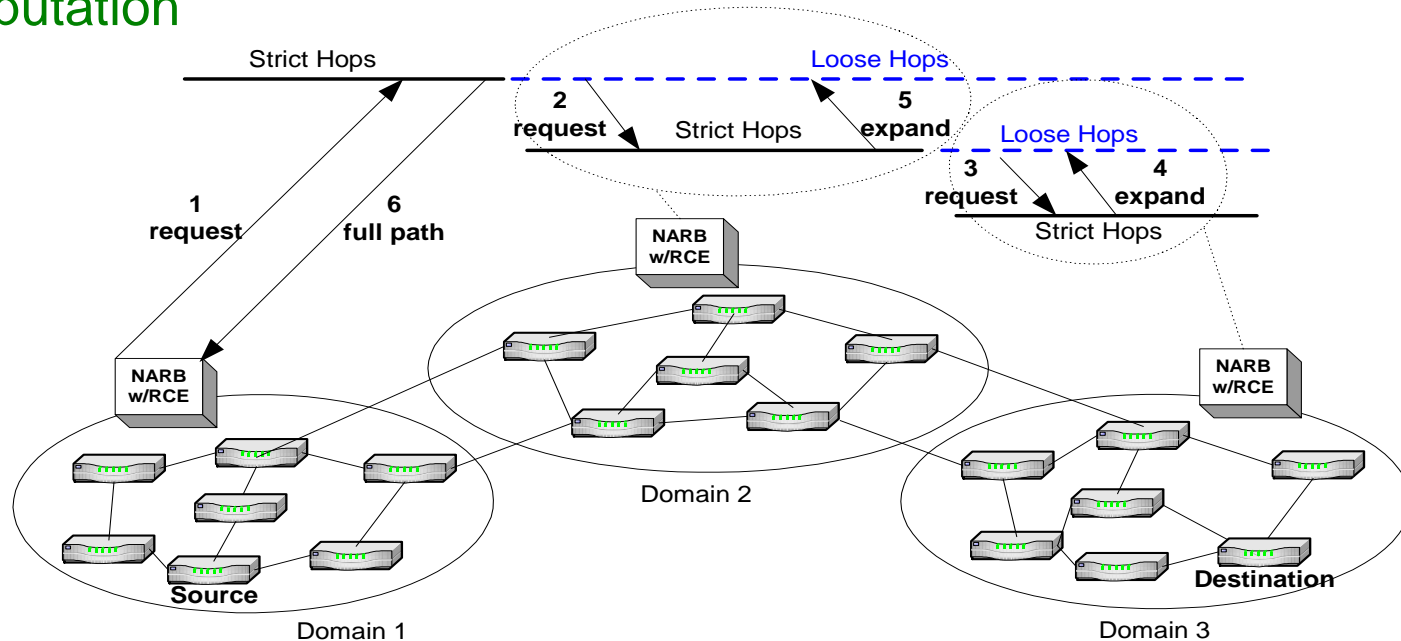 putation
Strict Hops
Loose Hops
2
request
Strict Hops
5
expand
Loose Hops
3
request
4
expand
Strict Hops
1
request
6
full path
NARB
w/RCE
NARB
w/RCE
NARB
w/RCE
Domain 2
Source
Destination
Domain 1
Domain 3